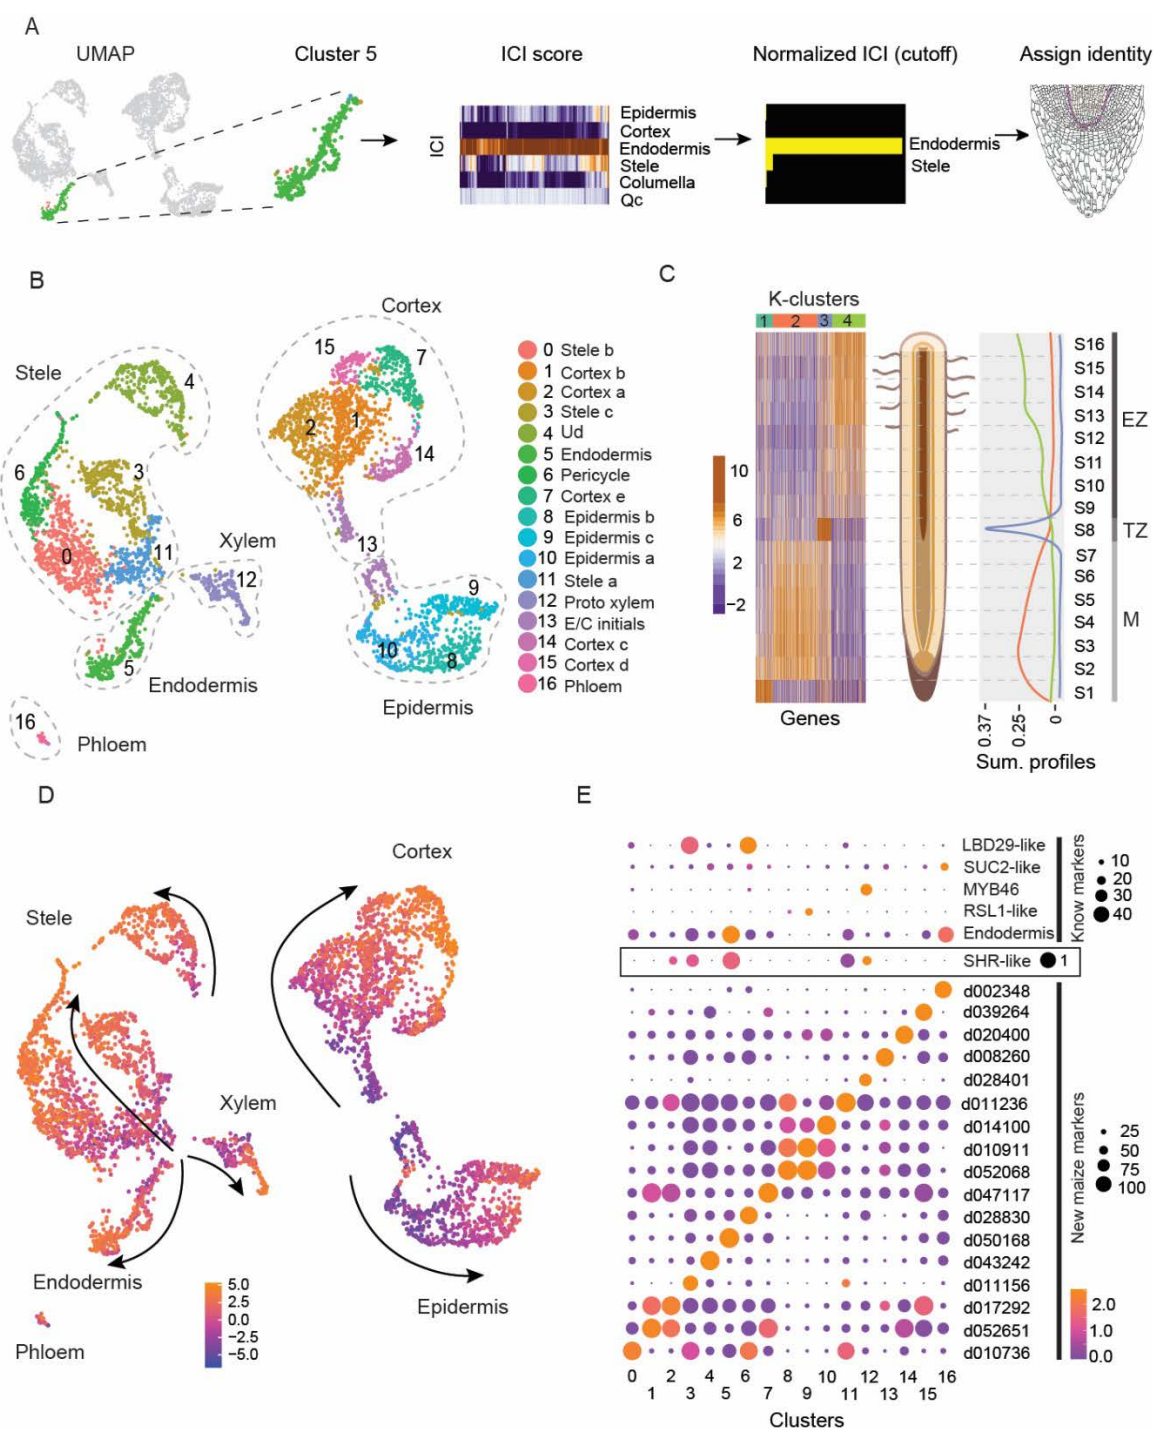 A
UMAP
Cluster 5
ICI score
Normalized ICI (cutoff)
Assign identity
ICI
Epidermis
Cortex
Endodermis
Stele
Columella
Qc
Endodermis
Stele
B
Cortex
Stele
Xylem
Endodermis
Epidermis
Phloem
15
7
4
2
1
14
6
3
0
11
13
12
9
10
8
5
16
0 Stele b
1 Cortex b
2 Cortex a
3 Stele c
4 Ud
5 Endodermis
6 Pericycle
7 Cortex e
8 Epidermis b
9 Epidermis c
10 Epidermis a
11 Stele a
12 Proto xylem
13 E/C initials
14 Cortex c
15 Cortex d
16 Phloem
C
K-clusters
1 2 3 4
10
6
2
−2
Genes
S16
S15
S14
S13
S12
S11
S10
S9
S8
S7
S6
S5
S4
S3
S2
S1
EZ
TZ
M
0.37
0.25
0
Sum. profiles
D
Cortex
Stele
Xylem
Endodermis
Epidermis
Phloem
5.0
2.5
0.0
−2.5
−5.0
E
LBD29-like
SUC2-like
MYB46
RSL1-like
Endodermis
SHR-like
1
d002348
d039264
d020400
d008260
d028401
d011236
d014100
d010911
d052068
d047117
d028830
d050168
d043242
d011156
d017292
d052651
d010736
Know markers
10
20
30
40
New maize markers
25
50
75
100
2.0
1.0
0.0
0 2 4 6 8 10 12 14 16
1 3 5 7 9 11 13 15
Clusters